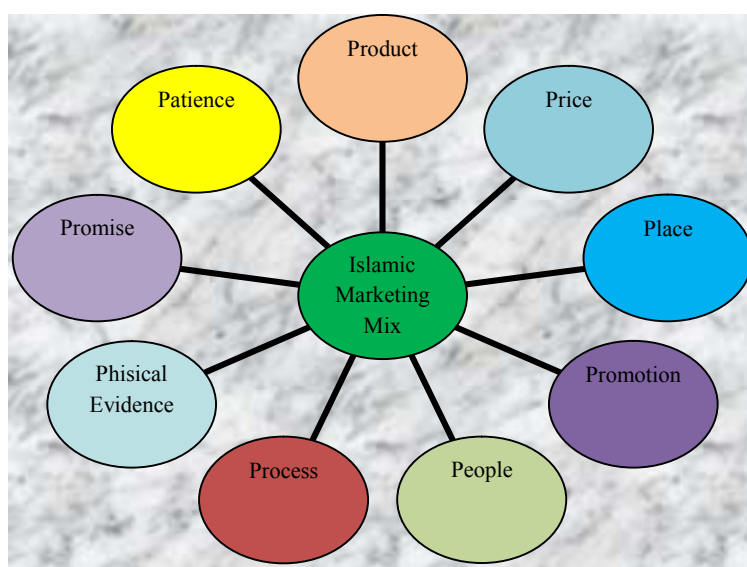 Product
Patience
Price
Promise
Place
Islamic
Marketing
Mix
Phisical
Evidence
Promotion
Process
People